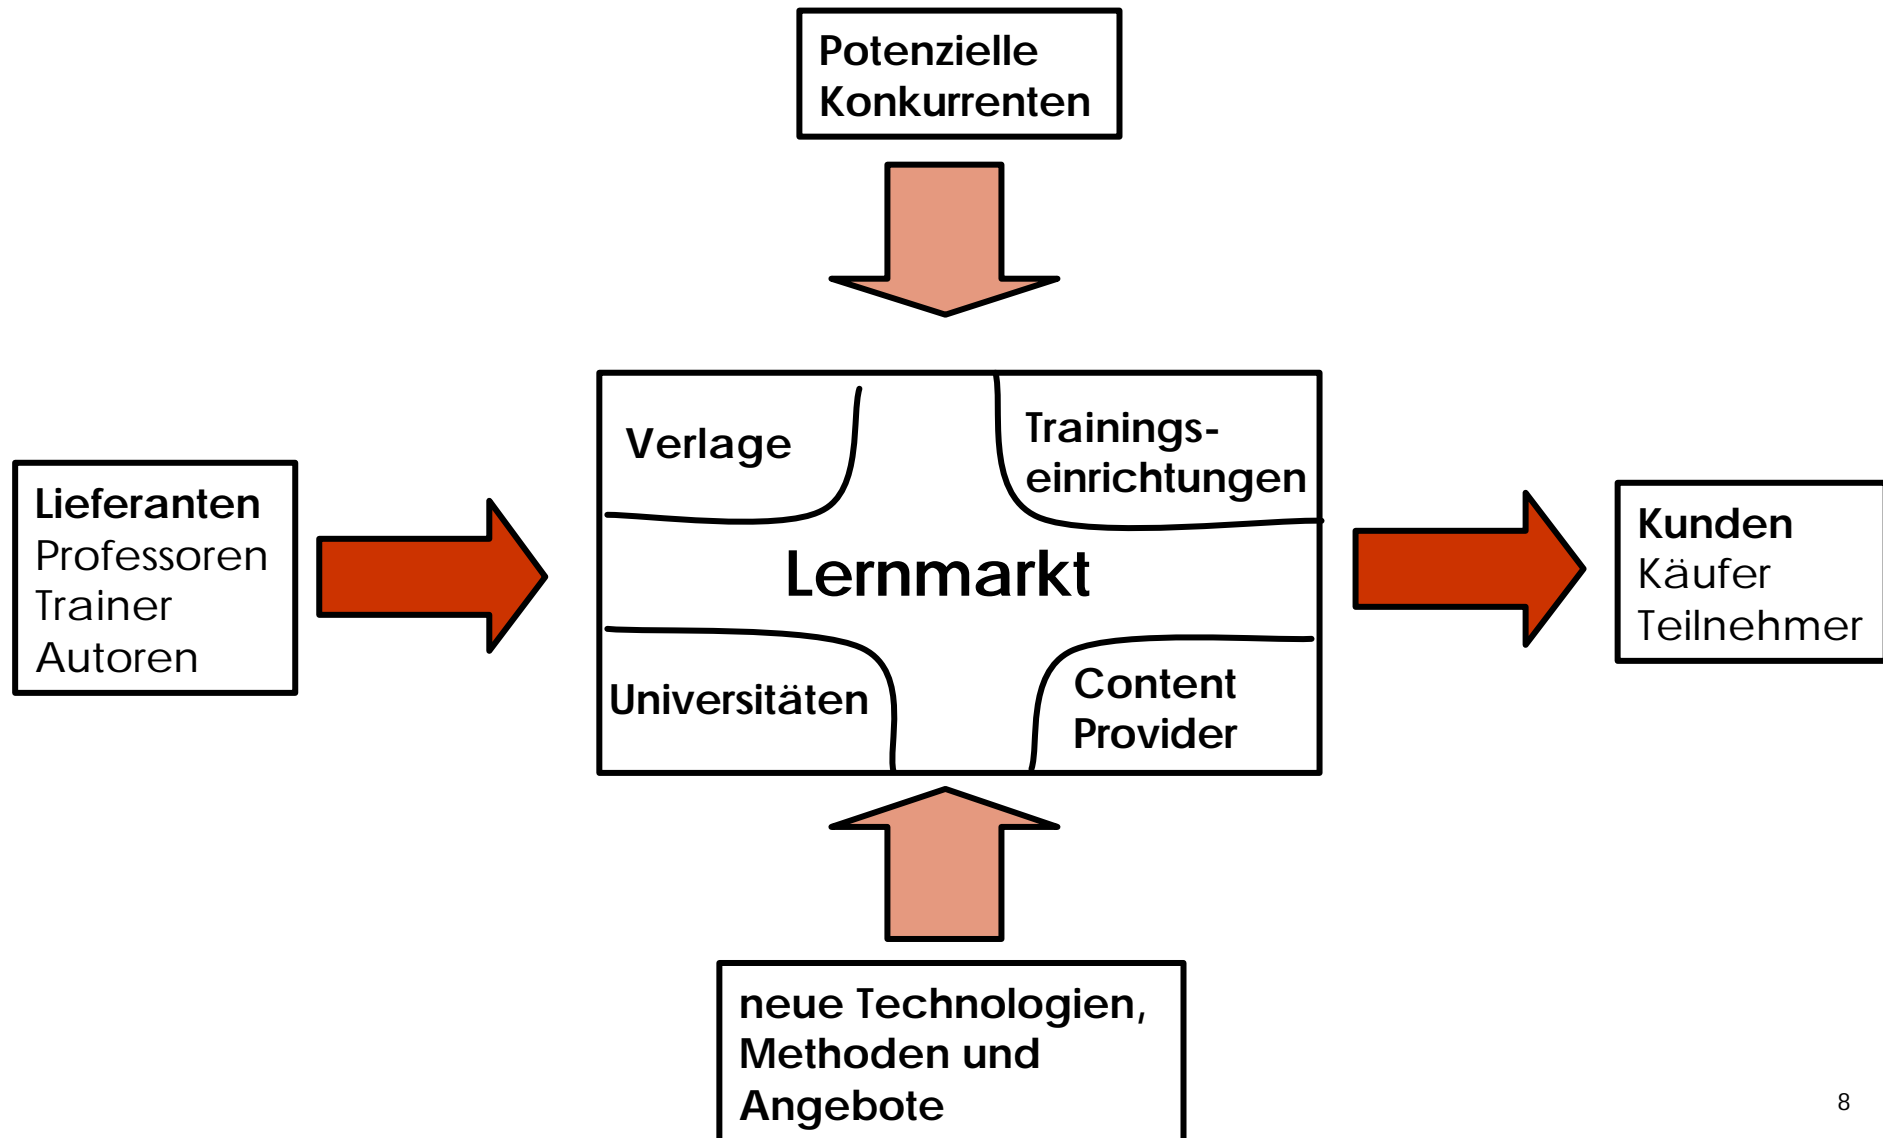 Potenzielle
Konkurrenten
Verlage
Trainings-
einrichtungen
Lieferanten
Professoren
Trainer
Autoren
Lernmarkt
Kunden
Käufer
Teilnehmer
Universitäten
Content
Provider
neue Technologien,
Methoden und
Angebote
8